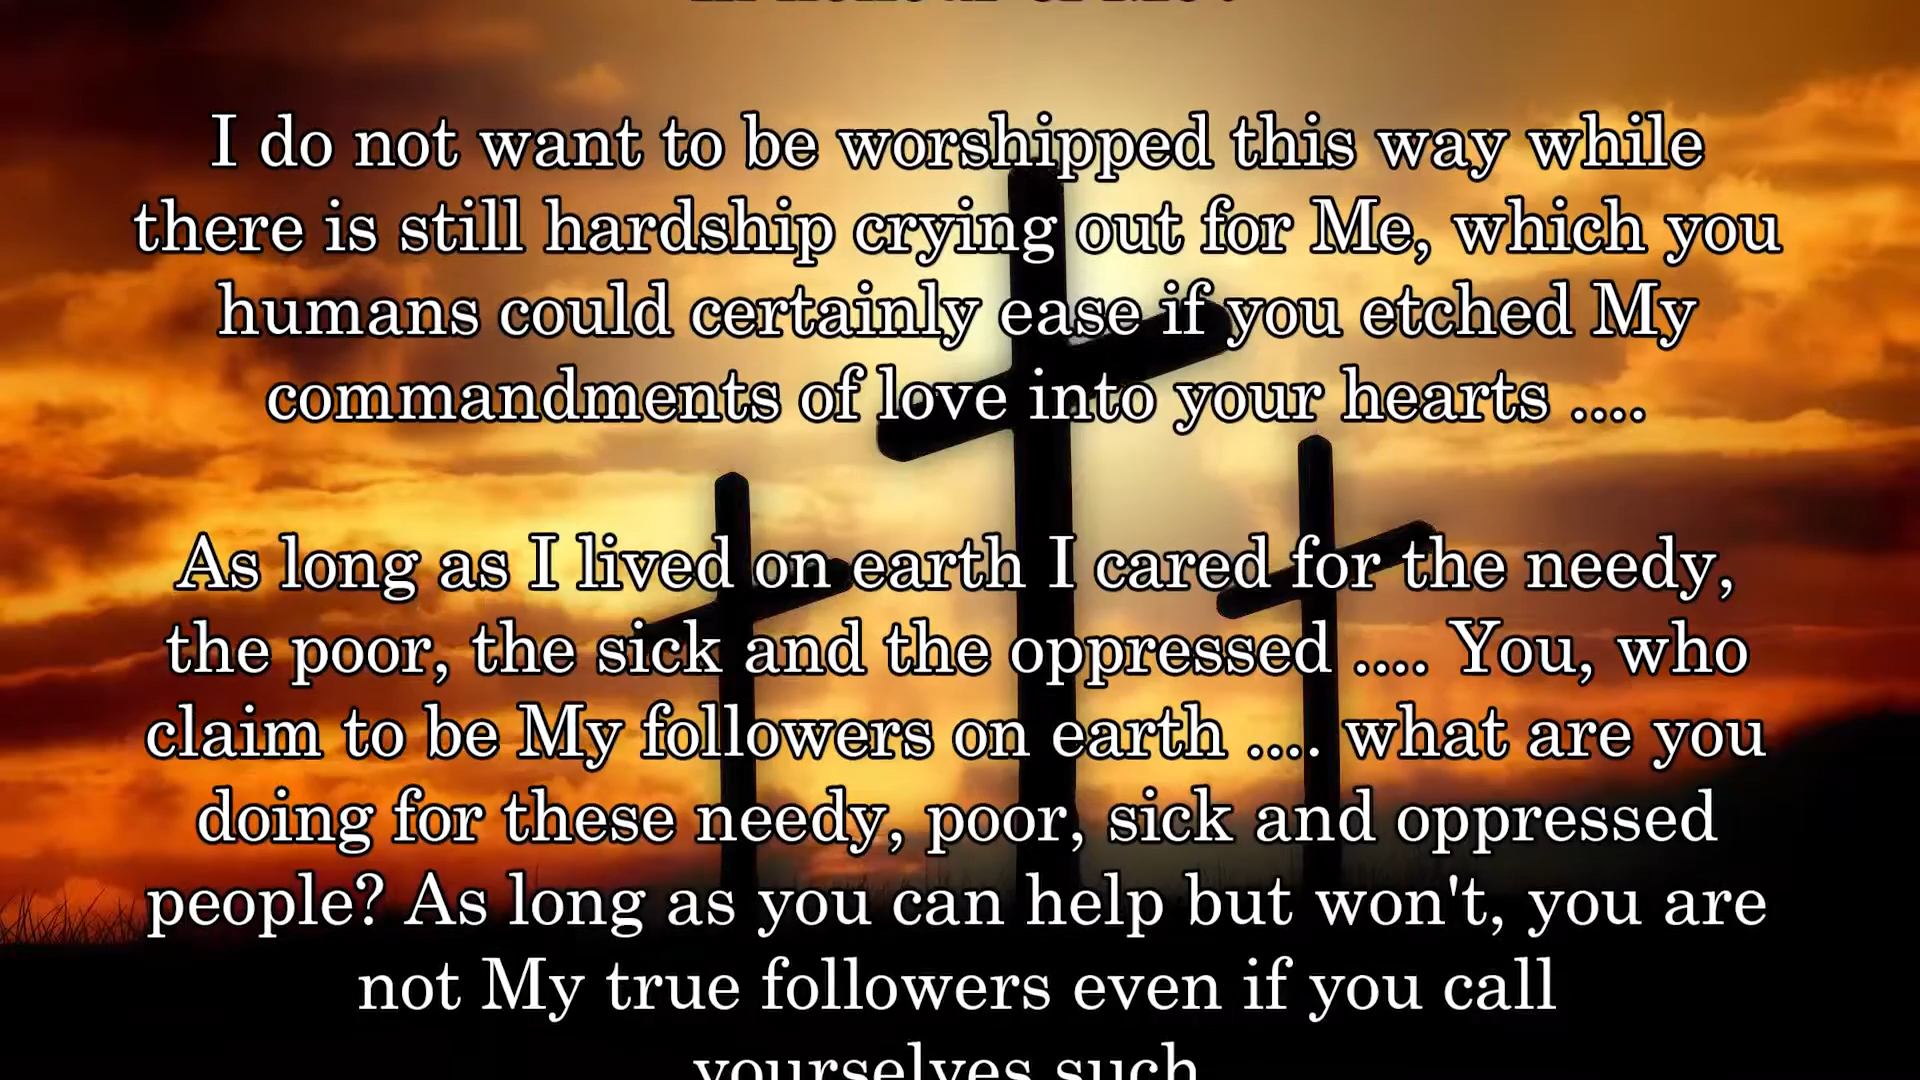 I do not want to be worshipped this way while
there is still hardship crying out for Me, which you
humans could certainly ease if you etched My
commandments of love into your hearts ....
As long as I lived on earth I cared for the needy,
the poor, the sick and the oppressed .... You, who
claim to be My followers on earth .... what are you
doing for these needy, poor, sick and oppressed
people? As long as you can help but won't, you are
not My true followers even if you call
yourselves such